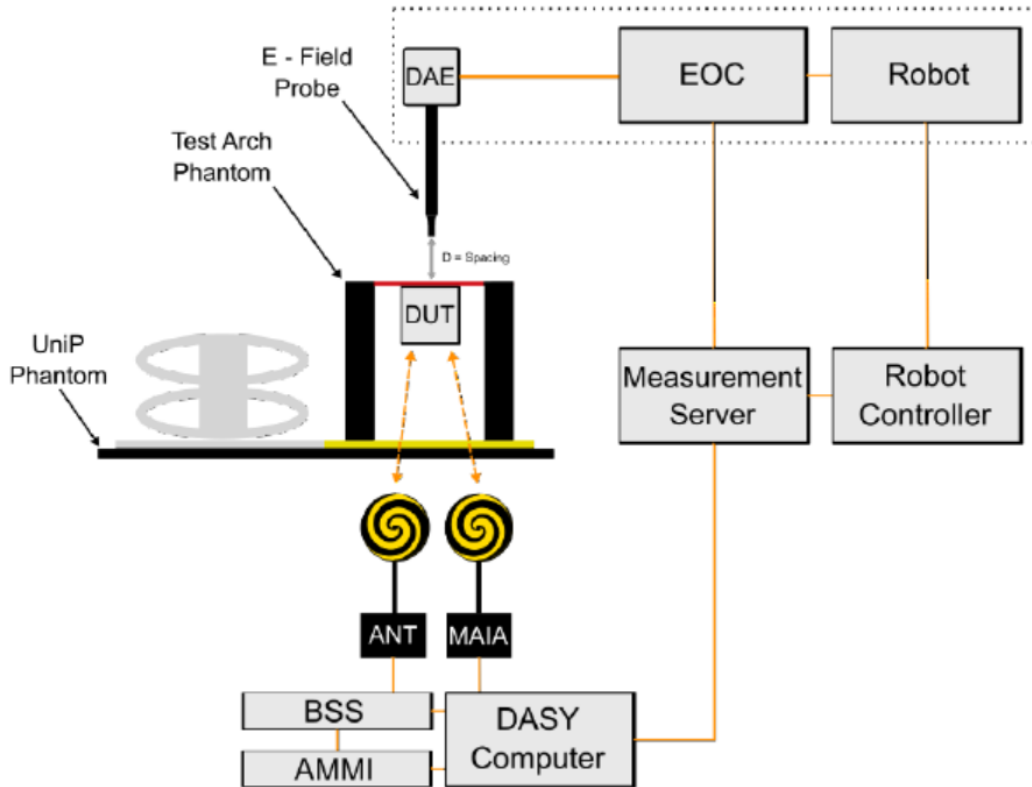 E - Field
Probe
DAE
EOC
Robot
Test Arch
Phantom
D = Spacing
DUT
UniP
Phantom
Measurement
Server
Robot
Controller
ANT
MAIA
BSS
DASY
Computer
AMMI